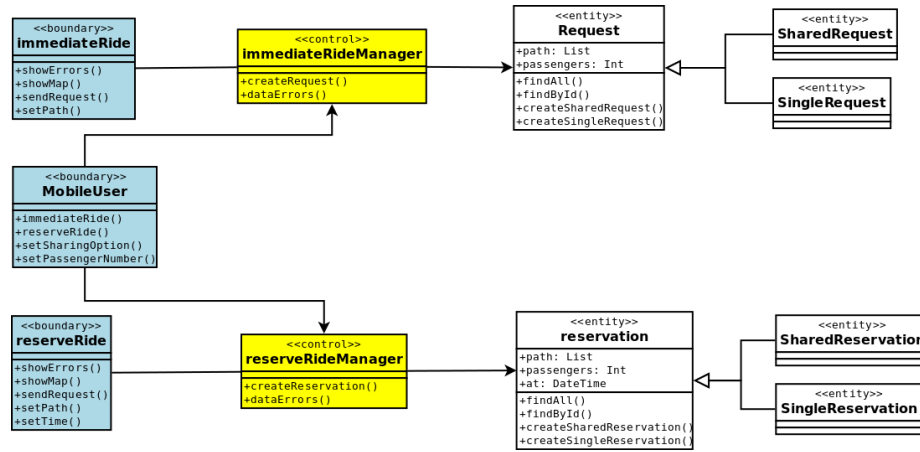 <<boundary>>
immediateRide
+showErrors()
+showMap()
+sendRequest()
+setPath()
<<control>>
immediateRideManager
+createRequest()
+dataErrors()
<<entity>>
Request
+path: List
+passengers: Int
+findAll()
+findById()
+createSharedRequest()
+createSingleRequest()
<<entity>>
SharedRequest
<<entity>>
SingleRequest
<<boundary>>
MobileUser
+immediateRide()
+reserveRide()
+setSharingOption()
+setPassengerNumber()
<<boundary>>
reserveRide
+showErrors()
+showMap()
+sendRequest()
+setPath()
+setTime()
<<control>>
reserveRideManager
+createReservation()
+dataErrors()
<<entity>>
reservation
+path: List
+passengers: Int
+at: DateTime
+findAll()
+findById()
+createSharedReservation()
+createSingleReservation()
<<entity>>
SharedReservation
<<entity>>
SingleReservation